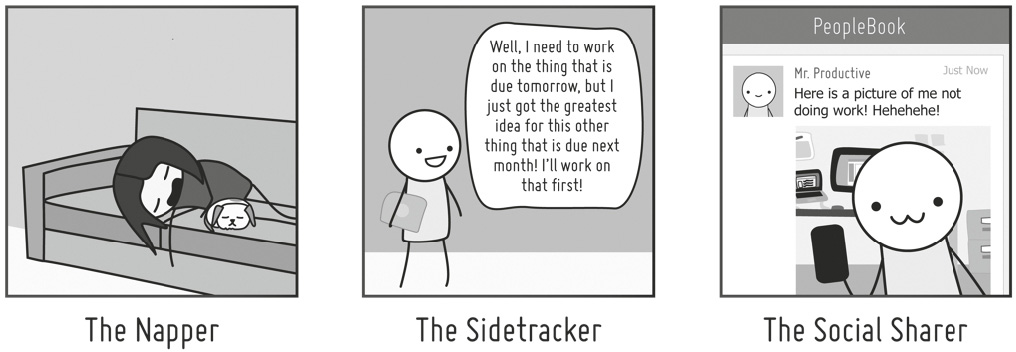 Well, I need to work
on the thing that is
due tomorrow, but I
just got the greatest
idea for this other
thing that is due next
month! I'll work on
that first!
PeopleBook
Mr. Productive
Just Now
Here is a picture of me not
doing work! Hehehehe!
The Napper
The Sidetracker
The Social Sharer